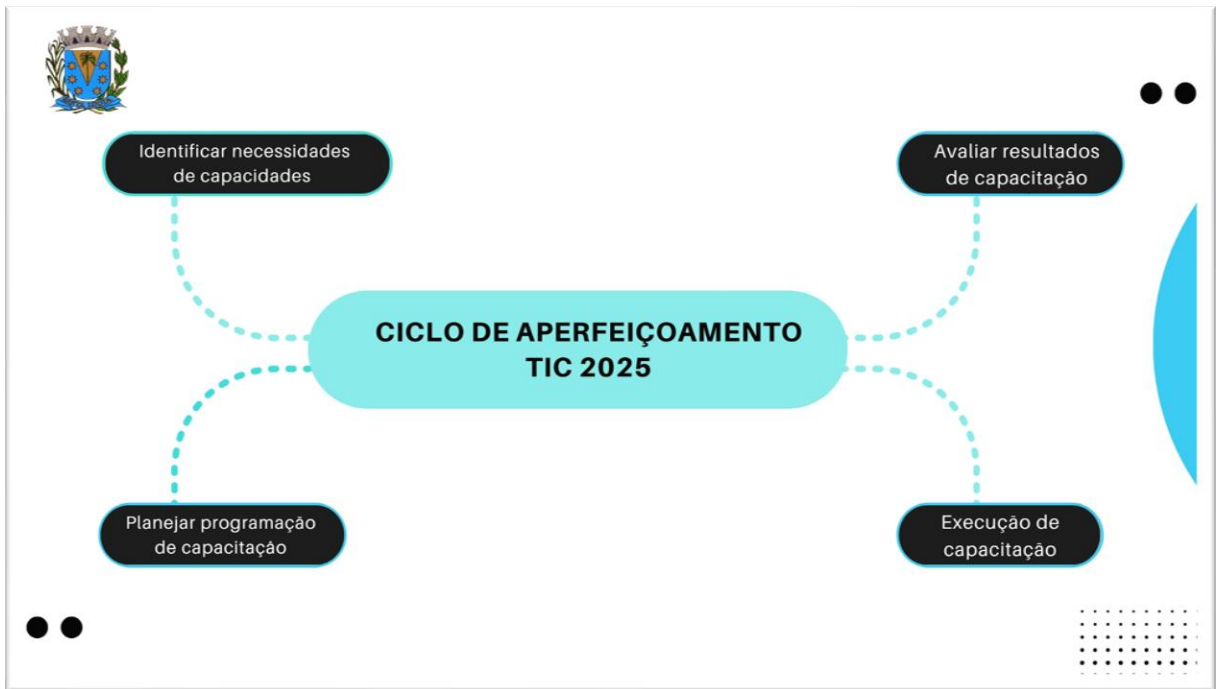 Identificar necessidades
de capacidades
Avaliar resultados
de capacitação
CICLO DE APERFEIÇOAMENTO
TIC 2025
Planejar programação
de capacitação
Execução de
capacitação